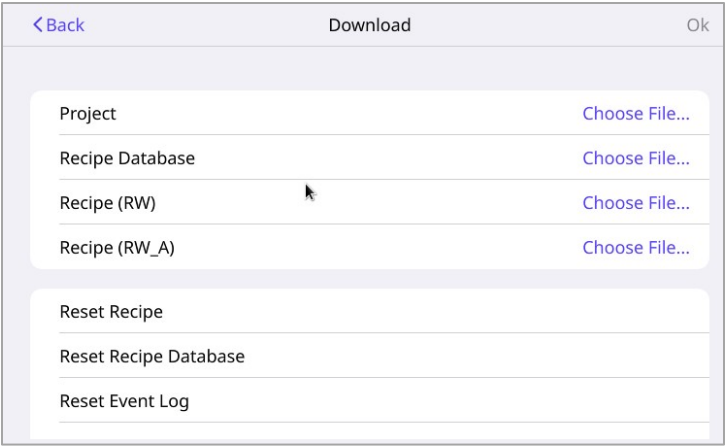 Back Download Ok
Project Choose File...
Recipe Database Choose File...
Recipe (RW) Choose File...
Recipe (RW_A) Choose File...
Reset Recipe
Reset Recipe Database
Reset Event Log